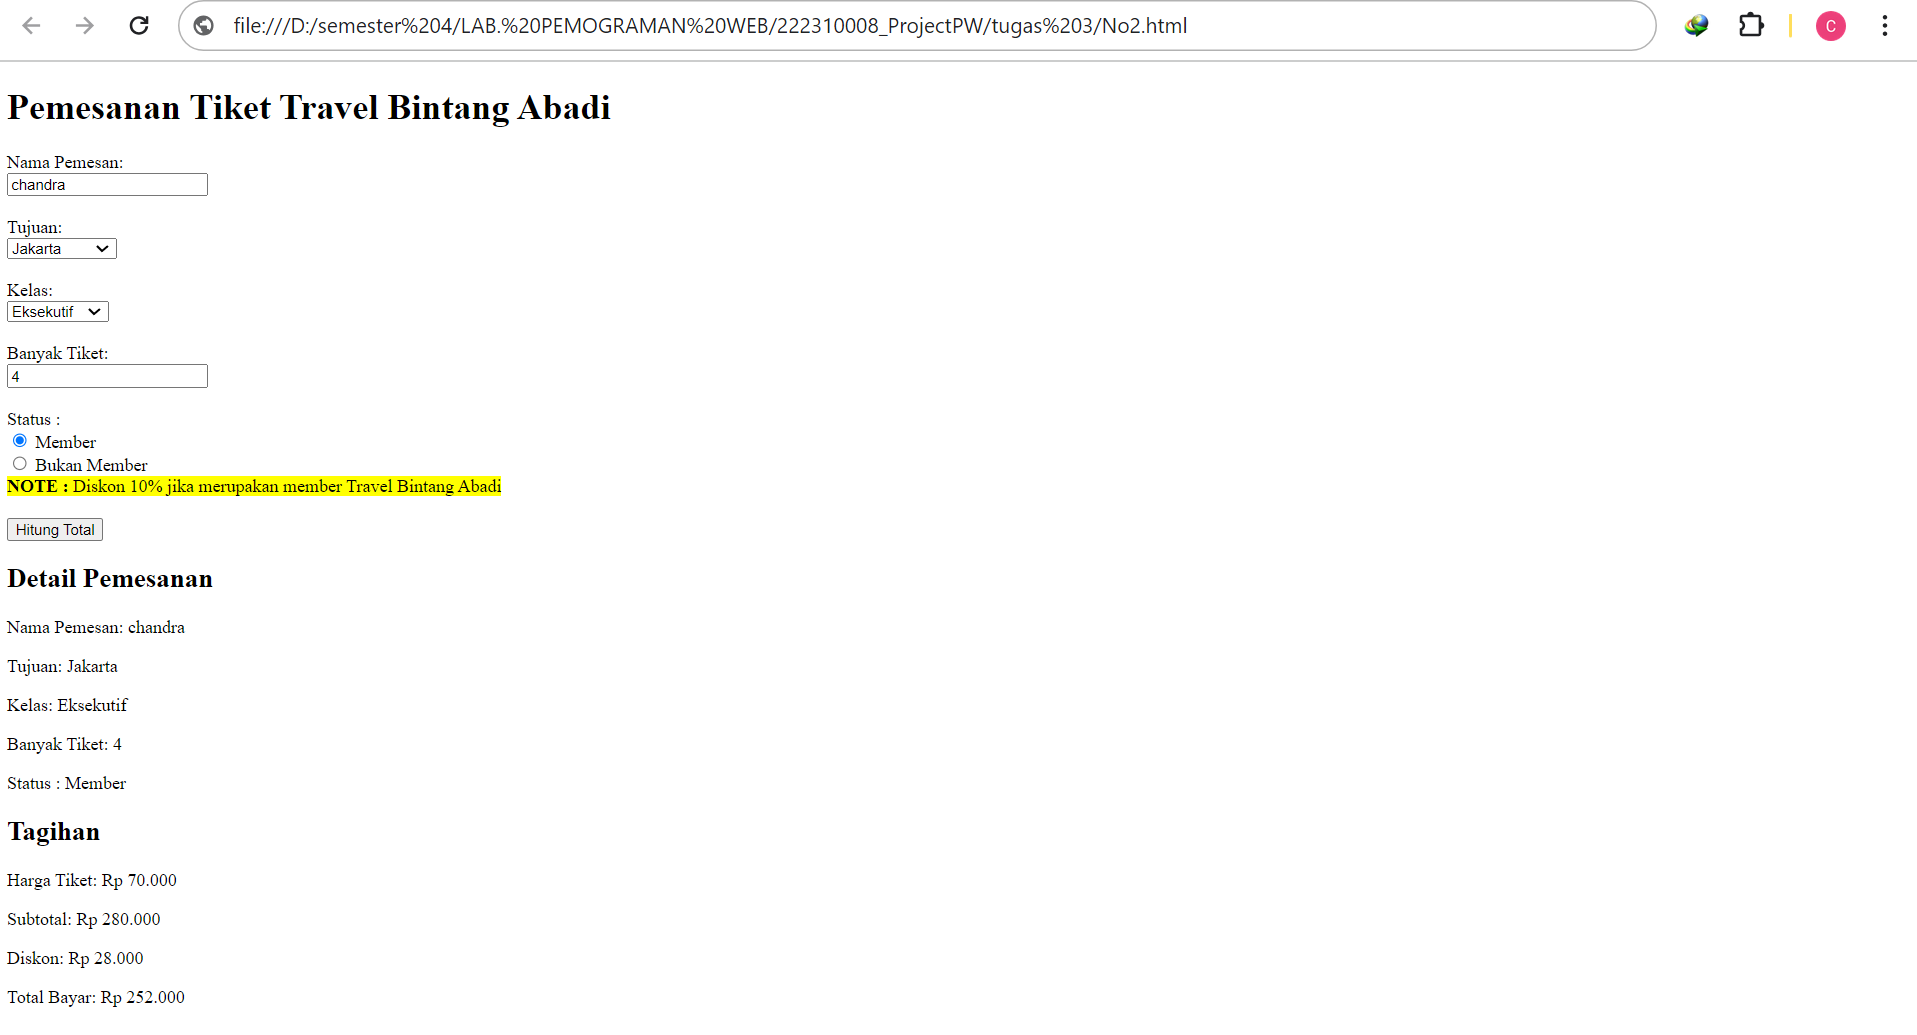 file:///D:/semester%204/LAB.%20PEMOGRAMAN%20WEB/222310008_ProjectPW/tugas%203/No2.html
C
Pemesanan Tiket Travel Bintang Abadi
Nama Pemesan:
chandra
Tujuan:
Jakarta
Kelas:
Eksekutif
Banyak Tiket:
4
Status :
Member
Bukan Member
NOTE : Diskon 10% jika merupakan member Travel Bintang Abadi
Hitung Total
Detail Pemesanan
Nama Pemesan: chandra
Tujuan: Jakarta
Kelas: Eksekutif
Banyak Tiket: 4
Status : Member
Tagihan
Harga Tiket: Rp 70.000
Subtotal: Rp 280.000
Diskon: Rp 28.000
Total Bayar: Rp 252.000